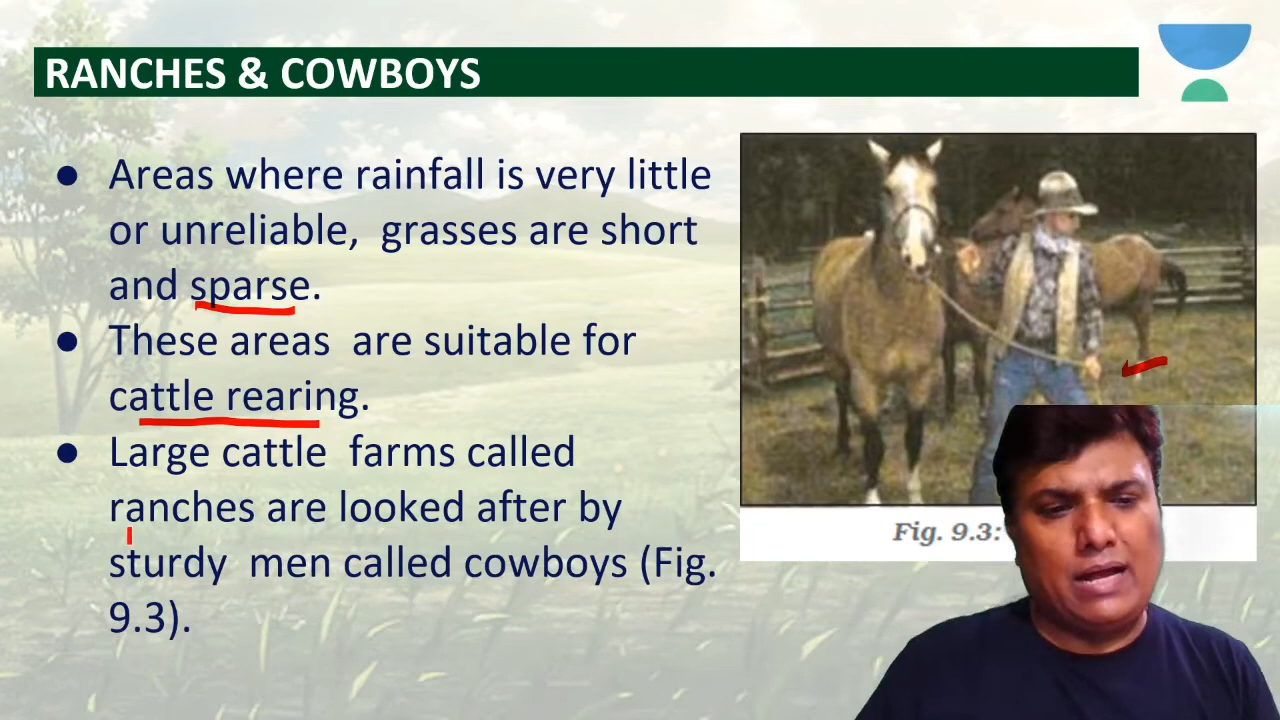 RANCHES & COWBOYS
● Areas where rainfall is very little
or unreliable, grasses are short
and sparse.
● These areas are suitable for
cattle rearing.
● Large cattle farms called
ranches are looked after by
sturdy men called cowboys (Fig.
9.3).
Fig. 9.3: